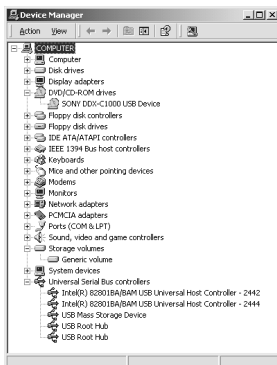 Device Manager
Action View
COMPUTER
Computer
Disk drives
Display adapters
DVD/CD-ROM drives
SONY DDX-C1000 USB Device
Floppy disk controllers
Floppy disk drives
IDE ATA/ATAPI controllers
IEEE 1394 Bus host controllers
Keyboards
Mice and other pointing devices
Modems
Monitors
Network adapters
PCMCIA adapters
Ports (COM & LPT)
Sound, video and game controllers
Storage volumes
Generic volume
System devices
Universal Serial Bus controllers
Intel(R) 82801BA/BAM USB Universal Host Controller - 2442
Intel(R) 82801BA/BAM USB Universal Host Controller - 2444
USB Mass Storage Device
USB Root Hub
USB Root Hub